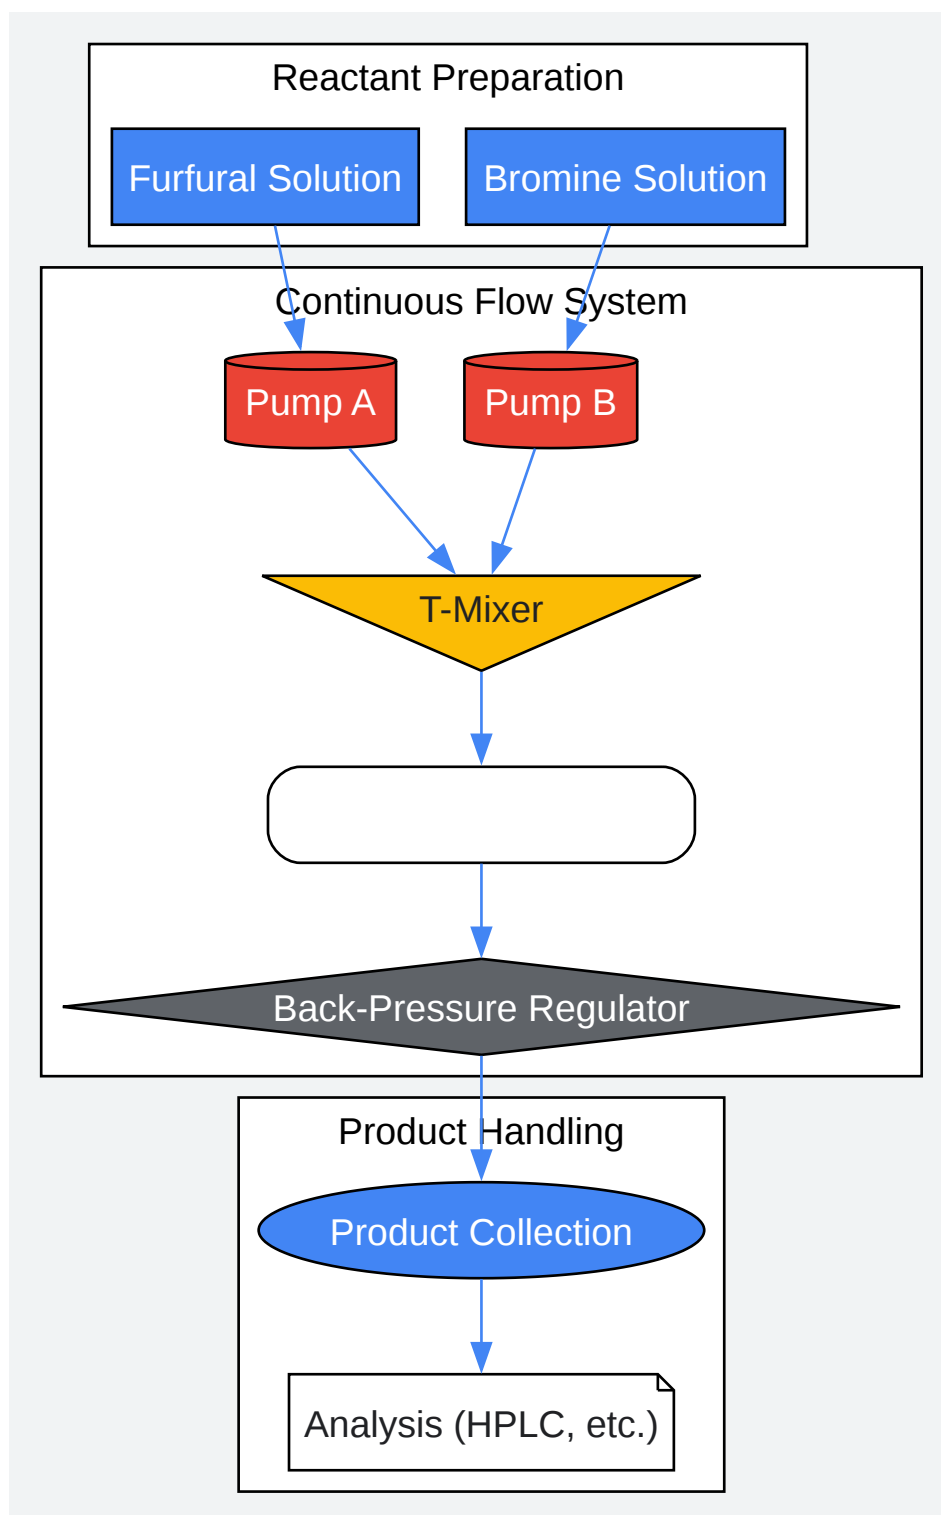 Reactant Preparation
Furfural Solution
Bromine Solution
Continuous Flow System
Pump A
Pump B
T-Mixer
Back-Pressure Regulator
Product Handling
Product Collection
Analysis (HPLC, etc.)